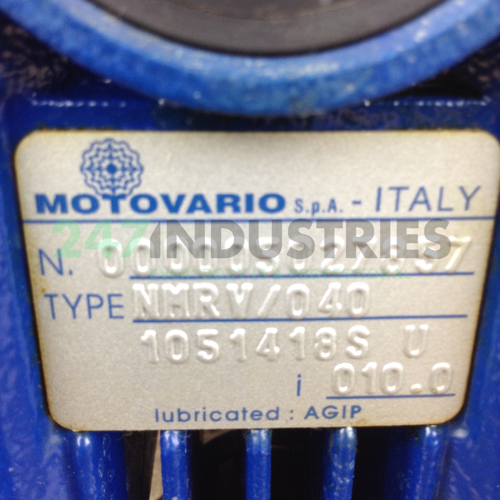 MOTOVARIO S.p.A. - ITALY
247INDUSTRIES
N.
TYPE NMRV/040
1051418S U
i 010.0
lubricated : AGIP